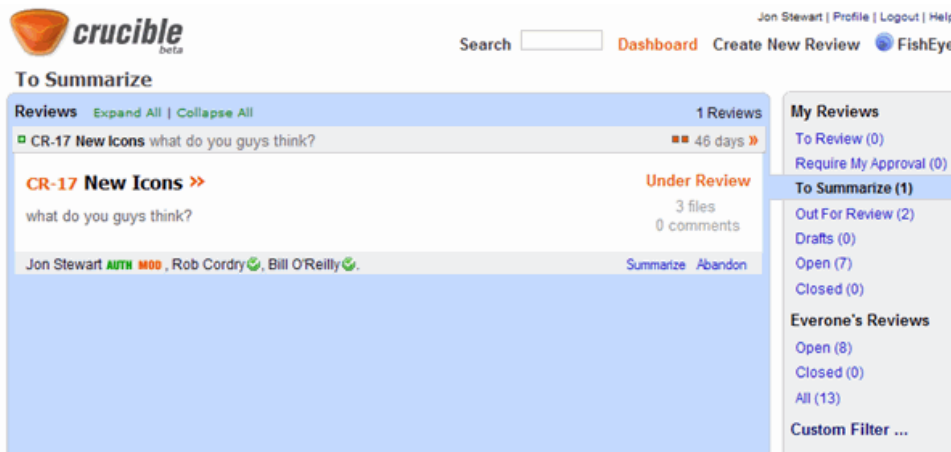 crucible
beta
Jon Stewart | Profile | Logout | Help
Search Dashboard Create New Review FishEye
To Summarize
Reviews Expand All | Collapse All 1 Reviews
CR-17 New Icons what do you guys think? 46 days »
CR-17 New Icons » Under Review
what do you guys think? 3 files
0 comments
Jon Stewart AUTH MOD , Rob Cordry, Bill O'Reilly.
Summarize Abandon
My Reviews
To Review (0)
Require My Approval (0)
To Summarize (1)
Out For Review (2)
Drafts (0)
Open (7)
Closed (0)
Everone's Reviews
Open (8)
Closed (0)
All (13)
Custom Filter ...